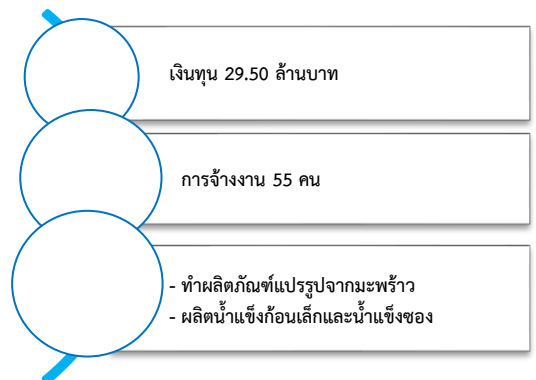 เงินทุน 29.50 ล้านบาท
การจ้างงาน 55 คน
- ทำผลิตภัณฑ์แปรรูปจากมะพร้าว
- ผลิตน้ำแข็งก้อนเล็กและน้ำแข็งซอง